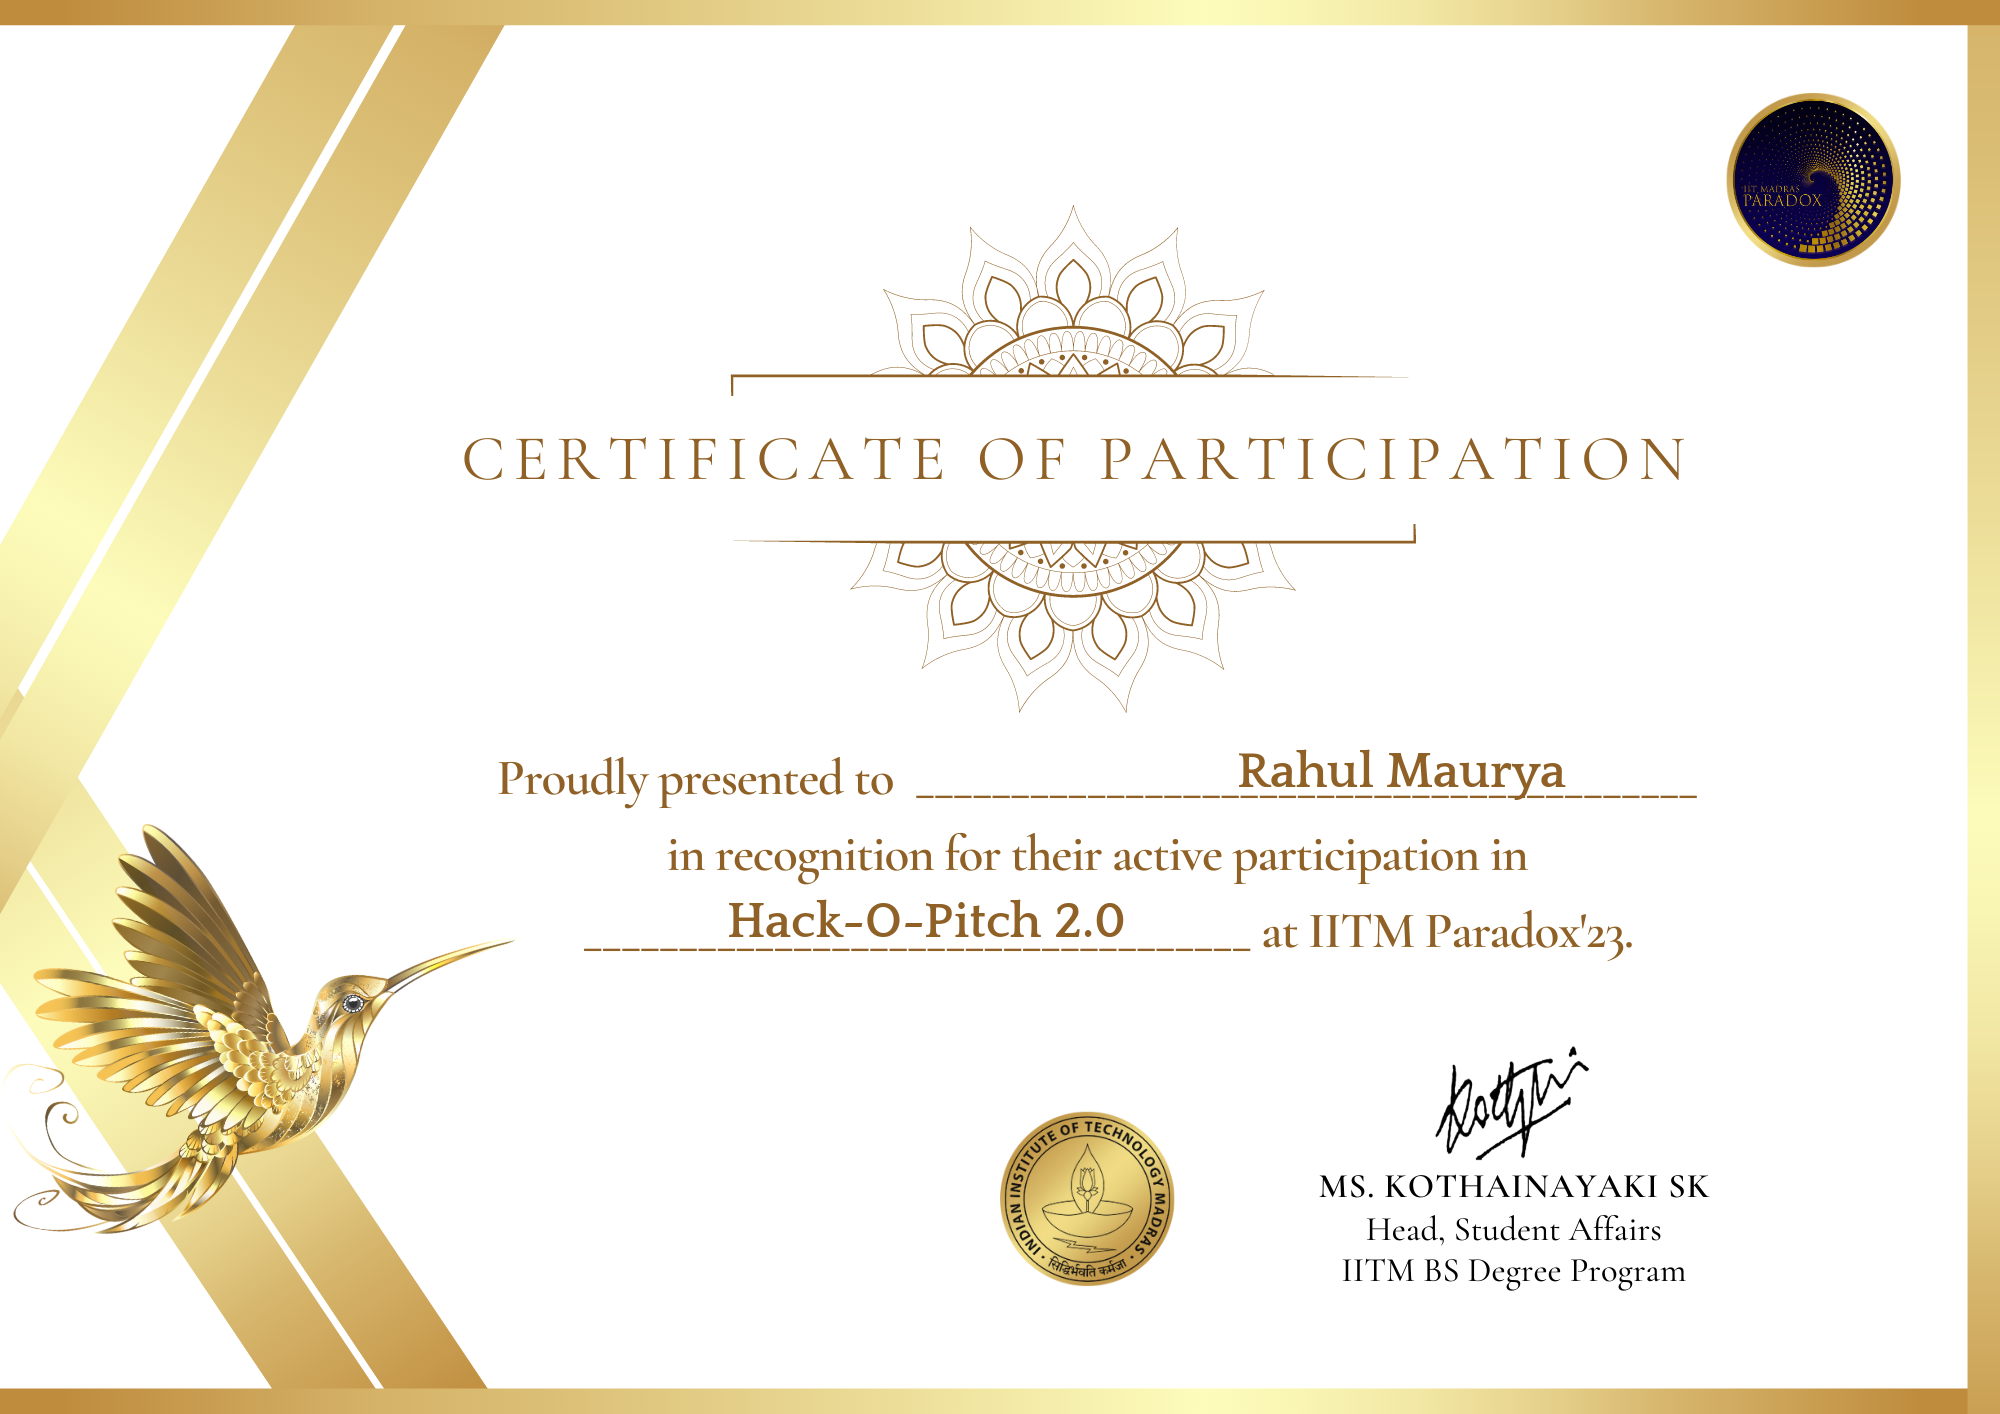 IIT MADRAS
PARADOX
CERTIFICATE OF PARTICIPATION
Proudly presented to Rahul Maurya
in recognition for their active participation in
Hack-O-Pitch 2.0 at IITM Paradox'23.
INDIAN INSTITUTE OF TECHNOLOGY MADRAS
सिद्धिर्भवति कर्मजा
MS. KOTHAINAYAKI SK
Head, Student Affairs
IITM BS Degree Program